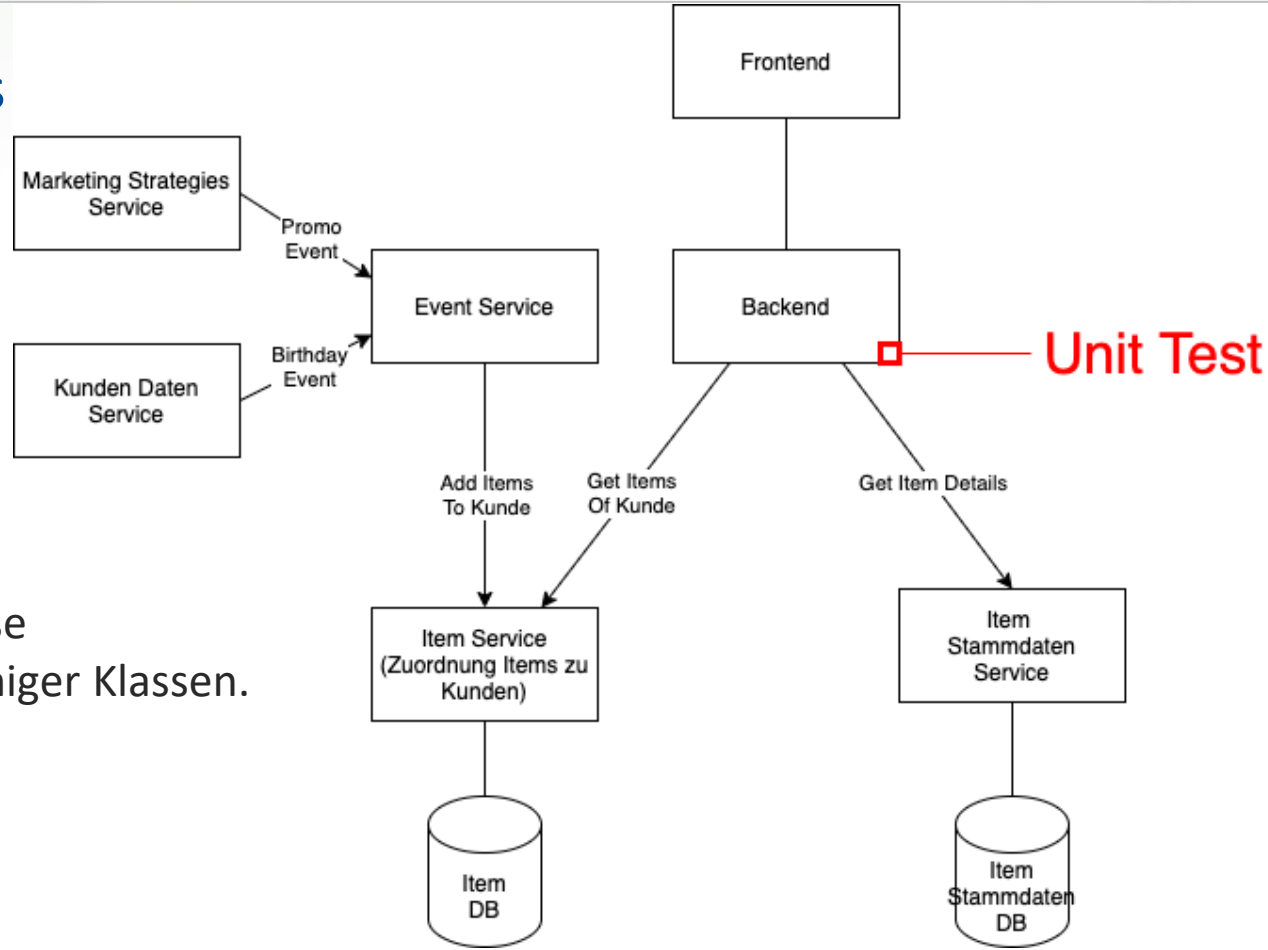 Frontend
Marketing Strategies
Service
Promo
Event
Event Service
Backend
Unit Test
Kunden Daten
Service
Birthday
Event
Add Items
To Kunde
Get Items
Of Kunde
Get Item Details
Klassen.
Item Service
(Zuordnung Items zu
Kunden)
Item
Stammdaten
Service
Item
DB
Item
Stammdaten
DB